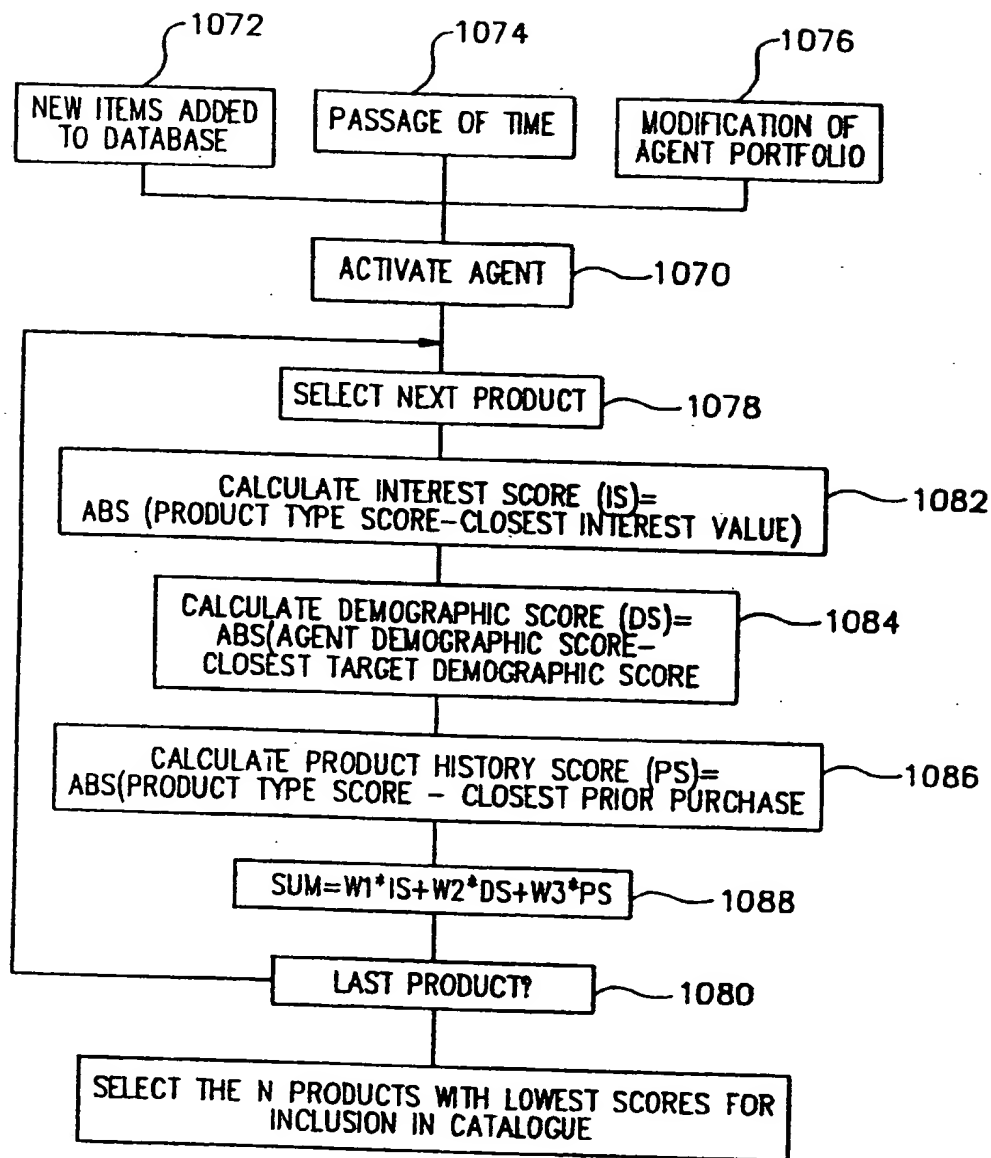 1072
1074
1076
NEW ITEMS ADDED
TO DATABASE
PASSAGE OF TIME
MODIFICATION OF
AGENT PORTFOLIO
ACTIVATE AGENT
1070
SELECT NEXT PRODUCT
1078
CALCULATE INTEREST SCORE (IS)=
ABS (PRODUCT TYPE SCORE-CLOSEST INTEREST VALUE)
1082
CALCULATE DEMOGRAPHIC SCORE (DS)=
ABS(AGENT DEMOGRAPHIC SCORE-
CLOSEST TARGET DEMOGRAPHIC SCORE
1084
CALCULATE PRODUCT HISTORY SCORE (PS)=
ABS(PRODUCT TYPE SCORE - CLOSEST PRIOR PURCHASE
1086
SUM=W1*IS+W2*DS+W3*PS
1088
LAST PRODUCT?
1080
SELECT THE N PRODUCTS WITH LOWEST SCORES FOR
INCLUSION IN CATALOGUE